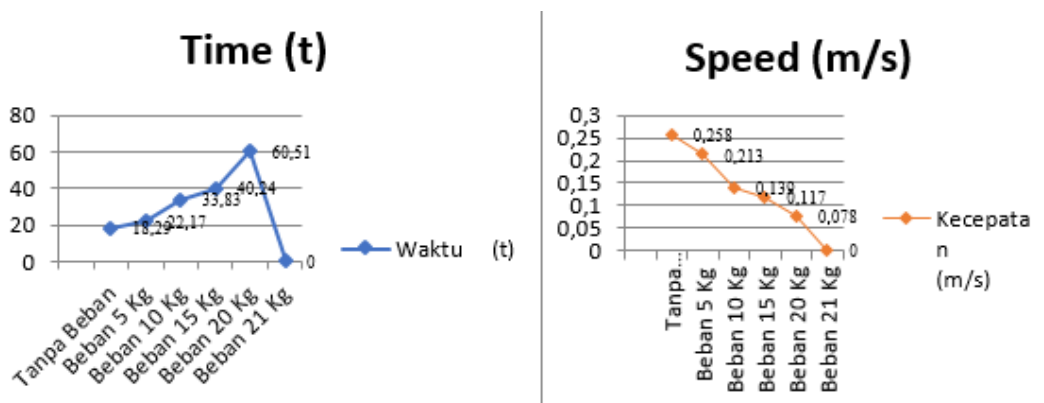 Time (t)
80
60
40
20
0
18,29
22,17
33,83
40,24
60,51
0
Tanpa Beban
Beban 5 Kg
Beban 10 Kg
Beban 15 Kg
Beban 20 Kg
Beban 21 Kg
Waktu (t)
Speed (m/s)
0,3
0,25
0,2
0,15
0,1
0,05
0
0,258
0,213
0,139
0,117
0,078
0
Tanpa...
Beban 5 Kg
Beban 10 Kg
Beban 15 Kg
Beban 20 Kg
Beban 21 Kg
Kecepata
n
(m/s)